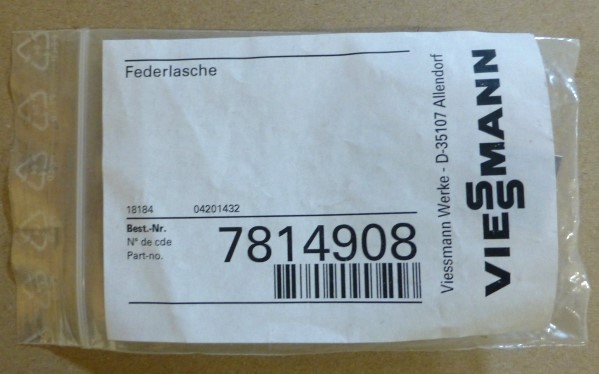 Federlasche
18184 04201432
Best.-Nr.
N° de cde
Part-no.
7814908
Viessmann Werke - D-35107 Allendorf
VIESSMANN